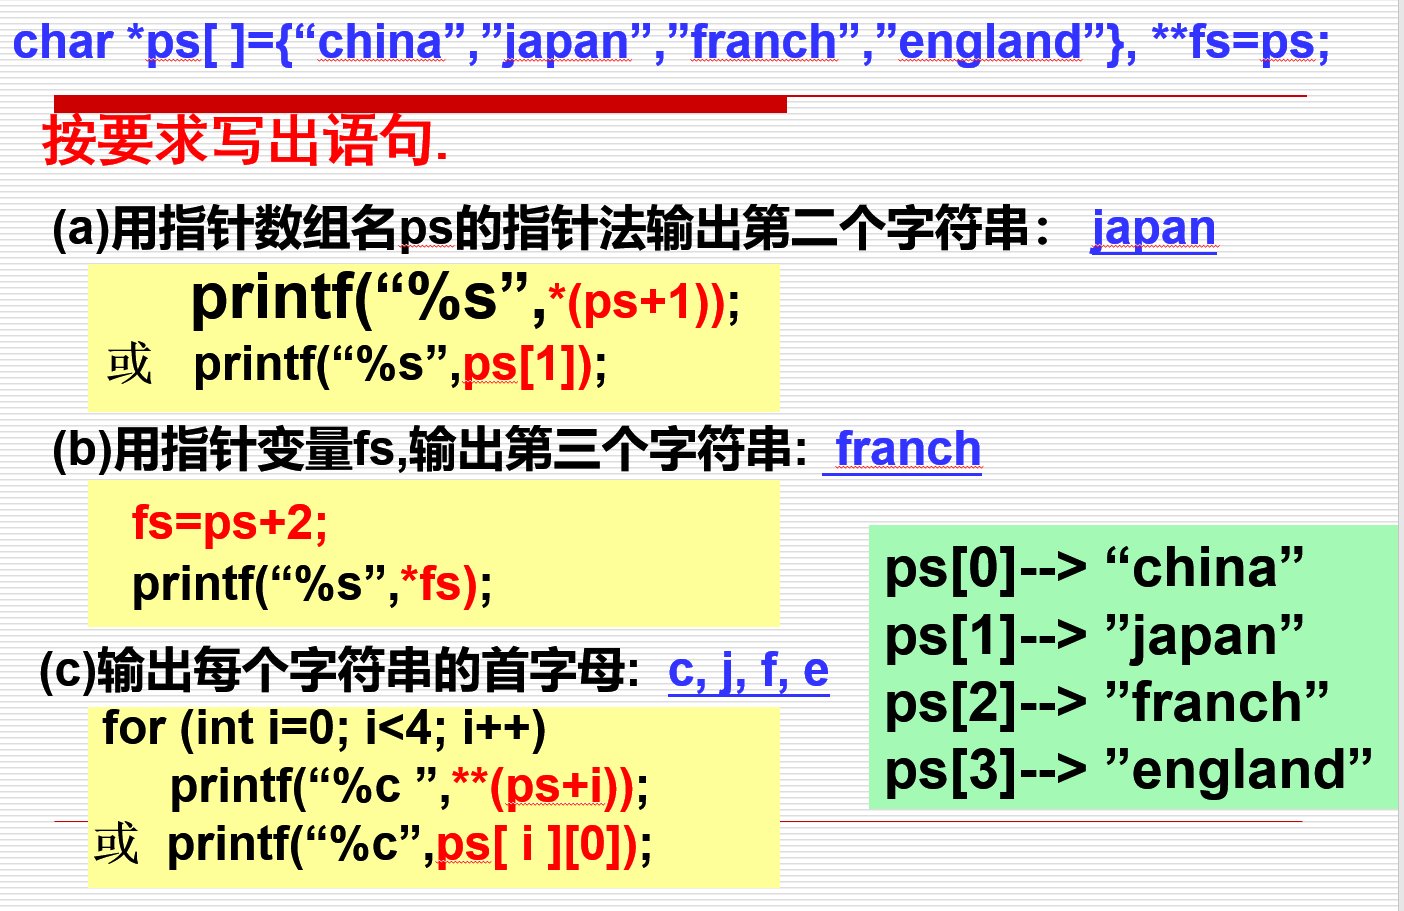 char *ps[ ]={“china”,”japan”,”franch”,”england”}, **fs=ps;
按要求写出语句.
(a)用指针数组名ps的指针法输出第二个字符串： japan
printf(“%s”,*(ps+1));
或 printf(“%s”,ps[1]);
(b)用指针变量fs,输出第三个字符串: franch
fs=ps+2;
printf(“%s”,*fs);
(c)输出每个字符串的首字母: c, j, f, e
for (int i=0; i<4; i++)
printf(“%c ”,**(ps+i));
或 printf(“%c”,ps[ i ][0]);
ps[0]--> “china”
ps[1]--> ”japan”
ps[2]--> ”franch”
ps[3]--> ”england”